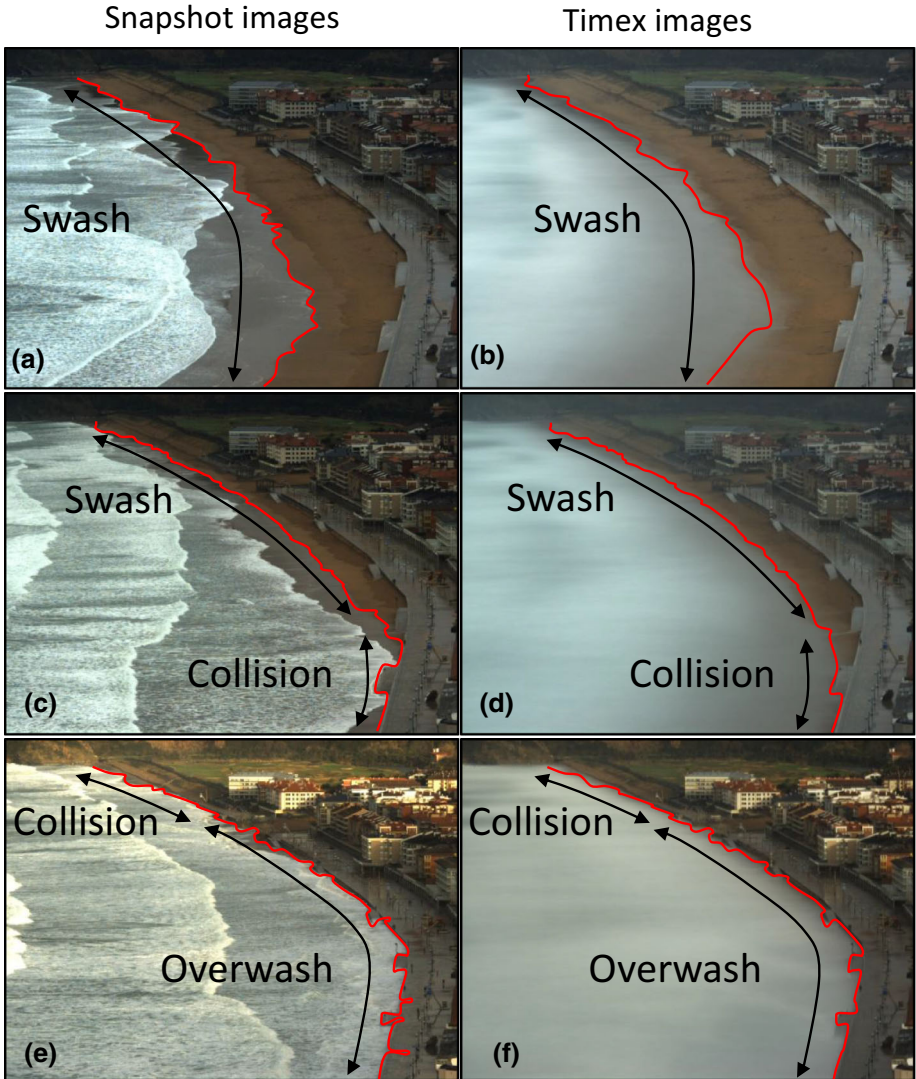 Snapshot images
Timex images
Swash
Swash
(a)
(b)
Swash
Swash
Collision
Collision
(c)
(d)
Collision
Collision
Overwash
Overwash
(e)
(f)